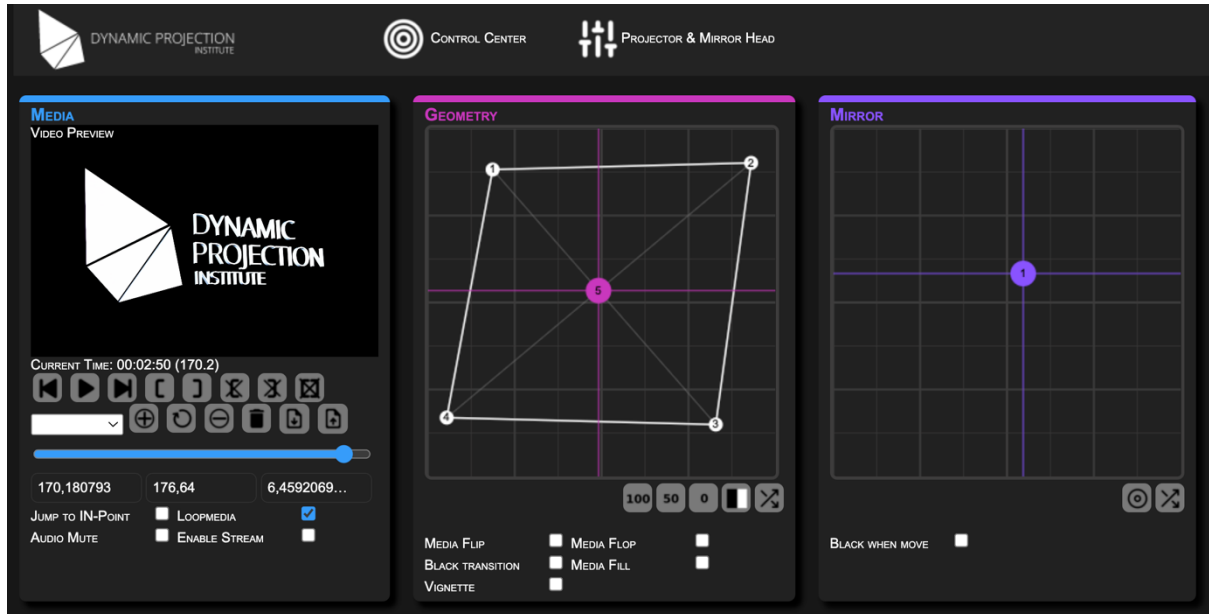 DYNAMIC PROJECTION
INSTITUTE
Control Center
Projector & Mirror Head
Media
Video Preview
DYNAMIC
PROJECTION
INSTITUTE
Current Time: 00:02:50 (170.2)
170,180793 176,64 6,4592069...
Jump to IN-Point Loopmedia
Audio Mute Enable Stream
Geometry
1
2
5
4
3
100 50 0
Media Flip Media Flop
Black transition Media Fill
Vignette
Mirror
1
Black when move